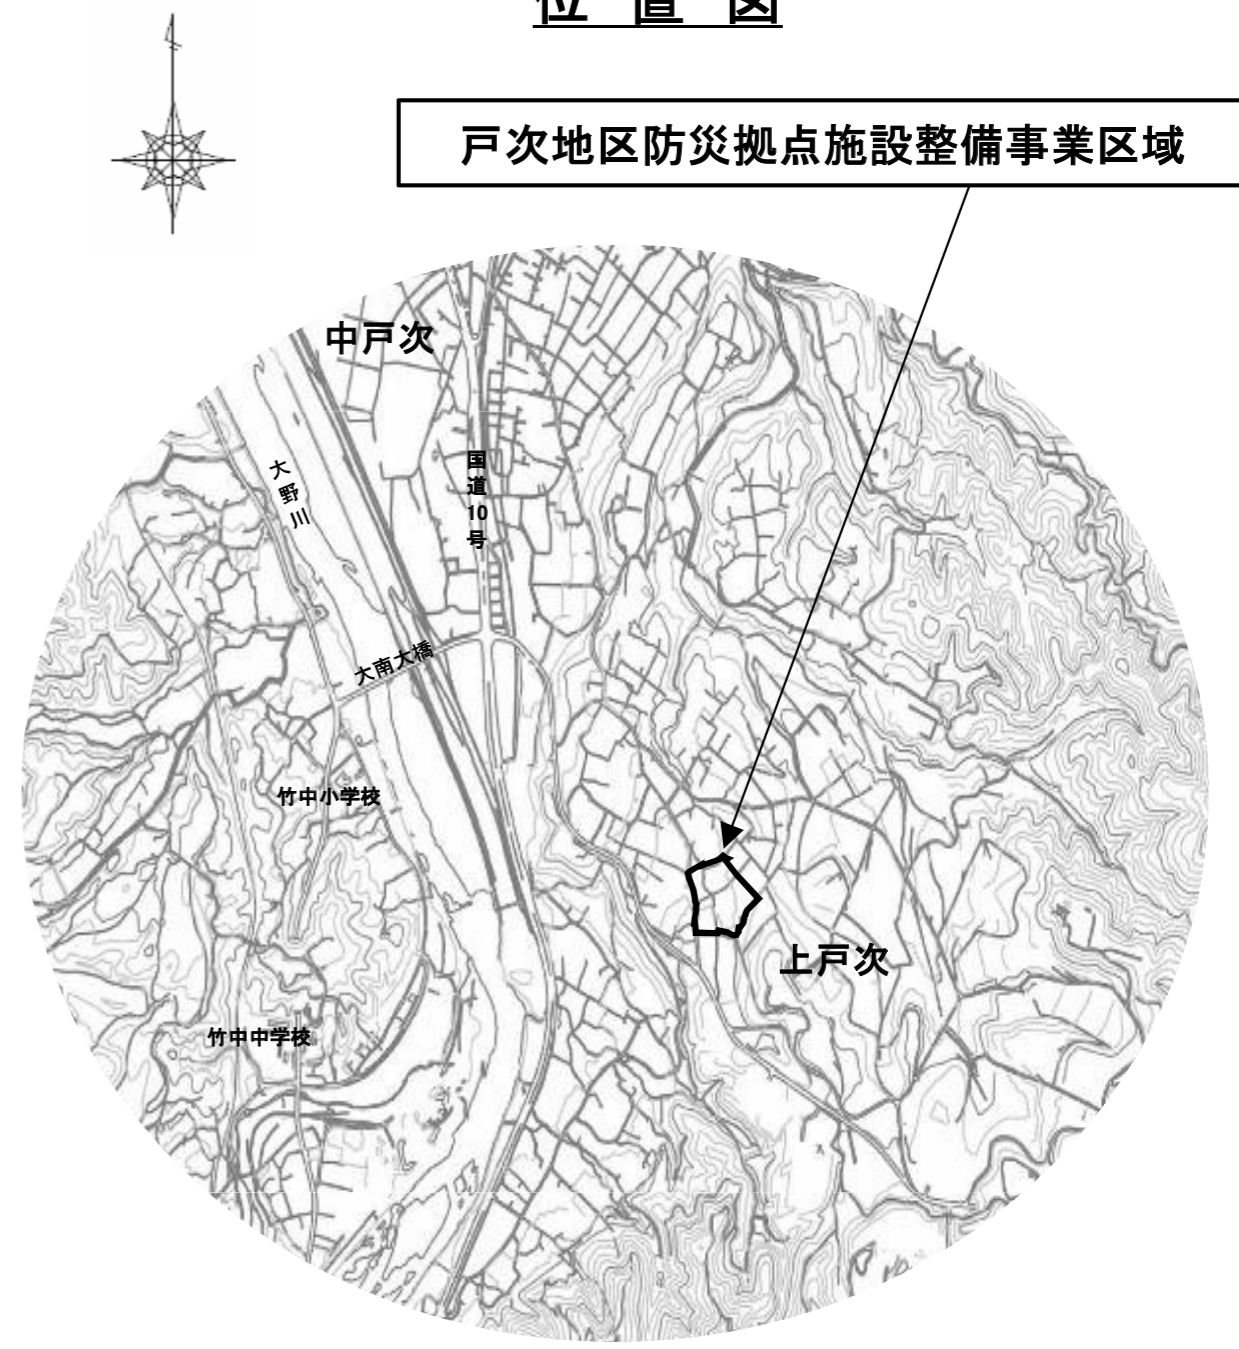 位置図
戸次地区防災拠点施設整備事業区域
中戸次
大野川
国道10号
大南大橋
竹中小学校
上戸次
竹中中学校